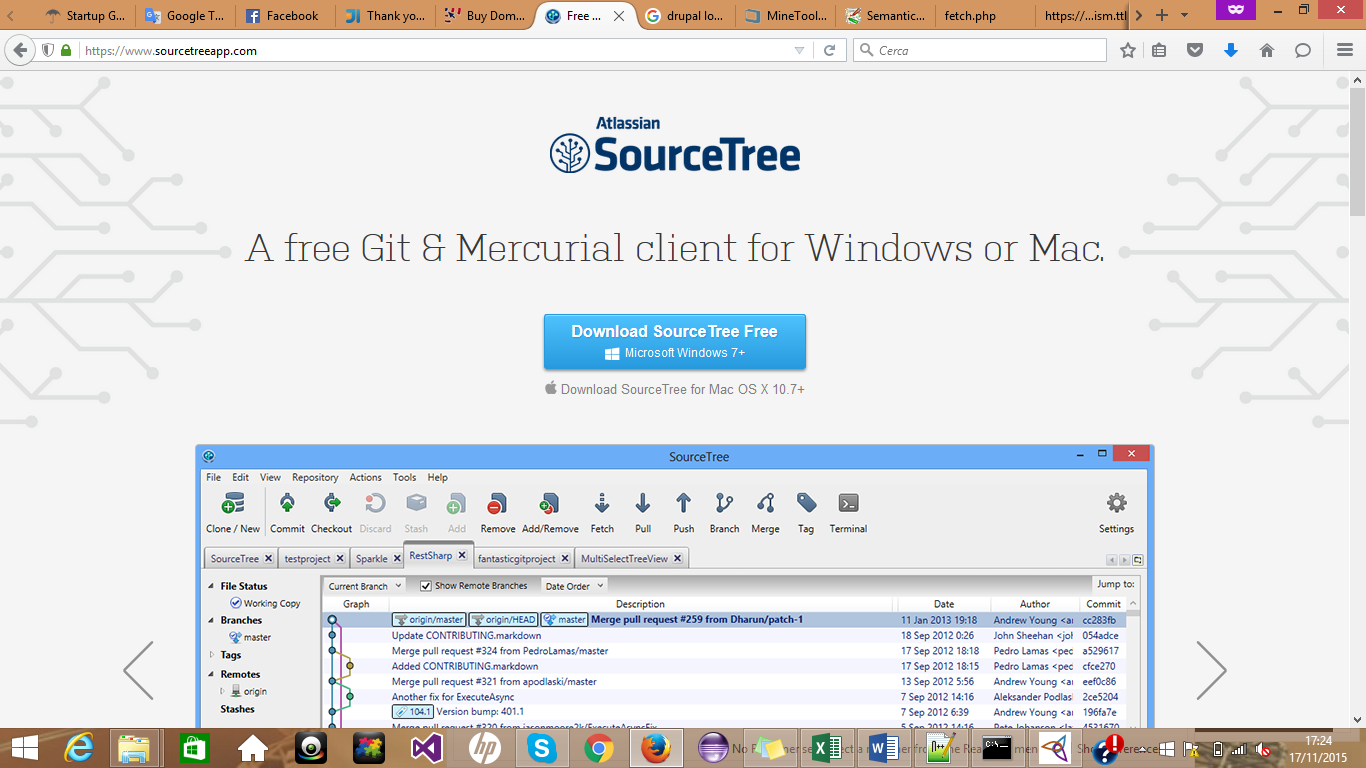 Startup G... Google T... Facebook Thank yo... Buy Dom... Free ... drupal lo... MineTool... Semantic... fetch.php https://...ism.ttl
https://www.sourcetreeapp.com Cerca
Atlassian
SourceTree
A free Git & Mercurial client for Windows or Mac.
Download SourceTree Free
Microsoft Windows 7+
Download SourceTree for Mac OS X 10.7+
SourceTree
File Edit View Repository Actions Tools Help
Clone / New Commit Checkout Discard Stash Add Remove Add/Remove Fetch Pull Push Branch Merge Tag Terminal Settings
SourceTree testproject Sparkle RestSharp fantasticgitproject MultiSelectTreeView
File Status
Working Copy
Branches
master
Tags
Remotes
origin
Stashes
Current Branch Show Remote Branches Date Order Jump to:
Graph Description Date Author Commit
origin/master origin/HEAD master Merge pull request #259 from Dharun/patch-1 11 Jan 2013 19:18 Andrew Young <ar cc283fb
Update CONTRIBUTING.markdown 18 Sep 2012 0:26 John Sheehan <joh 054adce
Merge pull request #324 from PedroLamas/master 17 Sep 2012 18:18 Pedro Lamas <ped a529617
Added CONTRIBUTING.markdown 17 Sep 2012 18:15 Pedro Lamas <ped cfce270
Merge pull request #321 from apodlaski/master 13 Sep 2012 5:56 Andrew Young <ar eef0c86
Another fix for ExecuteAsync 7 Sep 2012 14:16 Aleksander Podlas 2ce5204
104.1 Version bump: 401.1 7 Sep 2012 6:39 Andrew Young <ar 196fa7e
Merge pull request #320 from jasonmoore2k/ExecuteAsyncFix 5 Sep 2012 14:16
17:24
17/11/2015